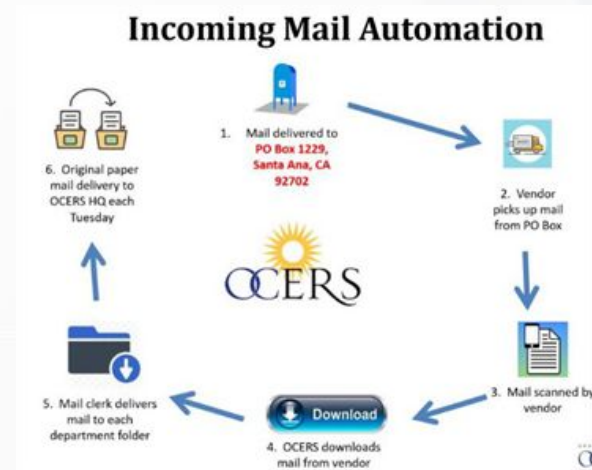 Incoming Mail Automation
1. Mail delivered to
PO Box 1229,
Santa Ana, CA
92702
2. Vendor
picks up mail
from PO Box
3. Mail scanned by
vendor
Download
4. OCERS downloads
mail from vendor
5. Mail clerk delivers
mail to each
department folder
6. Original paper
mail delivery to
OCERS HQ each
Tuesday
OCERS